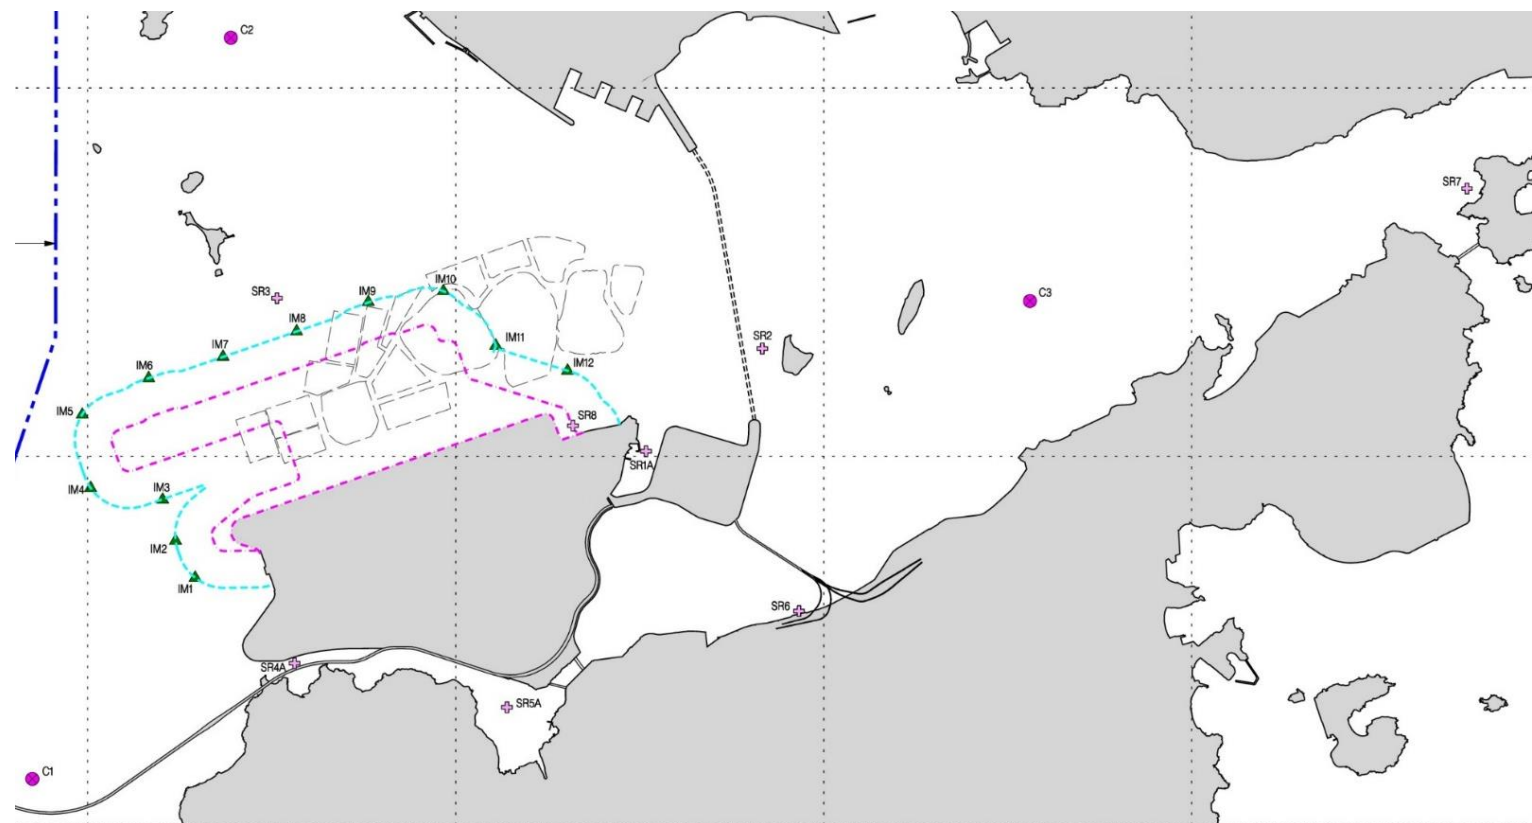 C2
SR7
SR3
IM10
IM9
C3
IM8
SR2
IM7
IM11
IM6
IM12
IM5
SR8
SR1A
IM4
IM3
IM2
IM1
SR6
SR4A
SR5A
C1